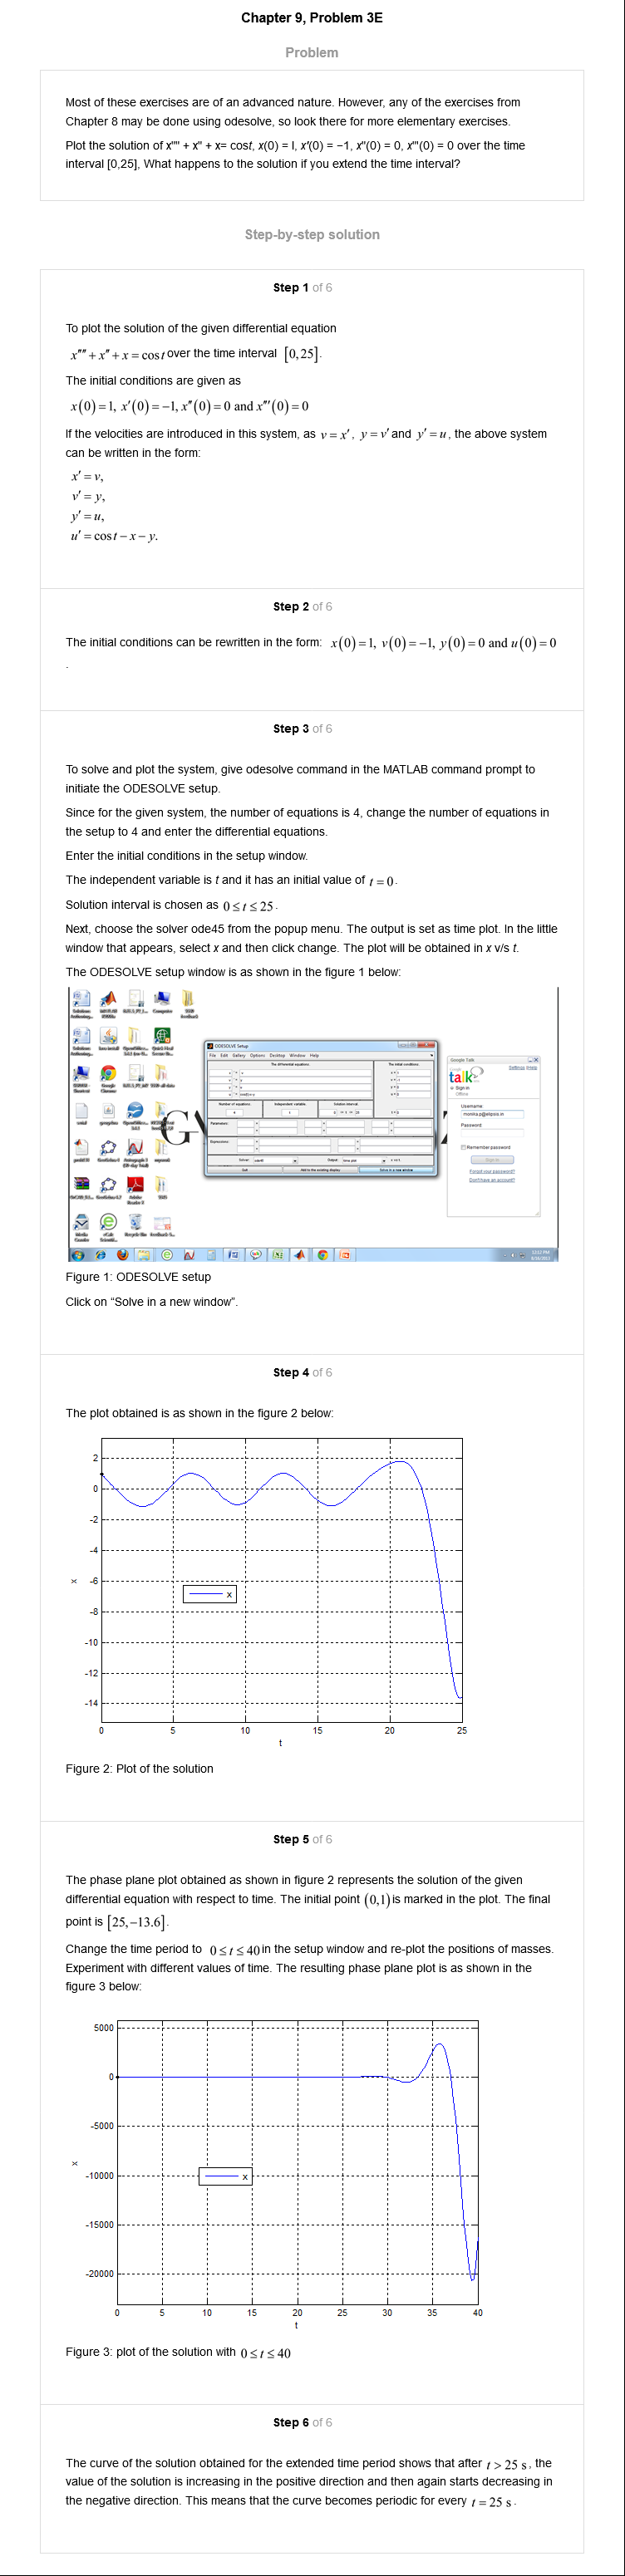 Chapter 9, Problem 3E
Problem
Most of these exercises are of an advanced nature. However, any of the exercises from
Chapter 8 may be done using odesolve, so look there for more elementary exercises.
Plot the solution of x'''' + x'' + x= cost, x(0) = l, x'(0) = −1, x''(0) = 0, x'''(0) = 0 over the time
interval [0,25], What happens to the solution if you extend the time interval?
Step-by-step solution
Step 1 of 6
To plot the solution of the given differential equation
x'''' + x'' + x = cos t over the time interval [0,25].
The initial conditions are given as
x(0) = 1, x'(0) = −1, x''(0) = 0 and x'''(0) = 0
If the velocities are introduced in this system, as v = x', y = v' and y' = u, the above system
can be written in the form:
x' = v,
v' = y,
y' = u,
u' = cos t − x − y.
Step 2 of 6
The initial conditions can be rewritten in the form: x(0) = 1, v(0) = −1, y(0) = 0 and u(0) = 0
.
Step 3 of 6
To solve and plot the system, give odesolve command in the MATLAB command prompt to
initiate the ODESOLVE setup.
Since for the given system, the number of equations is 4, change the number of equations in
the setup to 4 and enter the differential equations.
Enter the initial conditions in the setup window.
The independent variable is t and it has an initial value of t = 0.
Solution interval is chosen as 0 ≤ t ≤ 25.
Next, choose the solver ode45 from the popup menu. The output is set as time plot. In the little
window that appears, select x and then click change. The plot will be obtained in x v/s t.
The ODESOLVE setup window is as shown in the figure 1 below:
ODESOLVE Setup
File Edit Gallery Options Desktop Window Help
The differential equations:
The initial conditions:
Number of equations:
Independent variable:
Solution interval:
Parameters:
Expressions:
Solver:
Output:
Quit
Add to the existing display
Solve in a new window
Google Talk
Settings | Help
talk
Sign in
Offline
Username:
Password:
Remember password
Sign in
Forgot your password?
Don't have an account?
Figure 1: ODESOLVE setup
Click on “Solve in a new window”.
Step 4 of 6
The plot obtained is as shown in the figure 2 below:
2
0
-2
-4
x
-6
x
-8
-10
-12
-14
0 5 10 15 20 25
t
Figure 2: Plot of the solution
Step 5 of 6
The phase plane plot obtained as shown in figure 2 represents the solution of the given
differential equation with respect to time. The initial point (0,1) is marked in the plot. The final
point is [25,−13.6].
Change the time period to 0 ≤ t ≤ 40 in the setup window and re-plot the positions of masses.
Experiment with different values of time. The resulting phase plane plot is as shown in the
figure 3 below:
5000
0
-5000
x
-10000
x
-15000
-20000
0 5 10 15 20 25 30 35 40
t
Figure 3: plot of the solution with 0 ≤ t ≤ 40
Step 6 of 6
The curve of the solution obtained for the extended time period shows that after t > 25 s, the
value of the solution is increasing in the positive direction and then again starts decreasing in
the negative direction. This means that the curve becomes periodic for every t = 25 s.